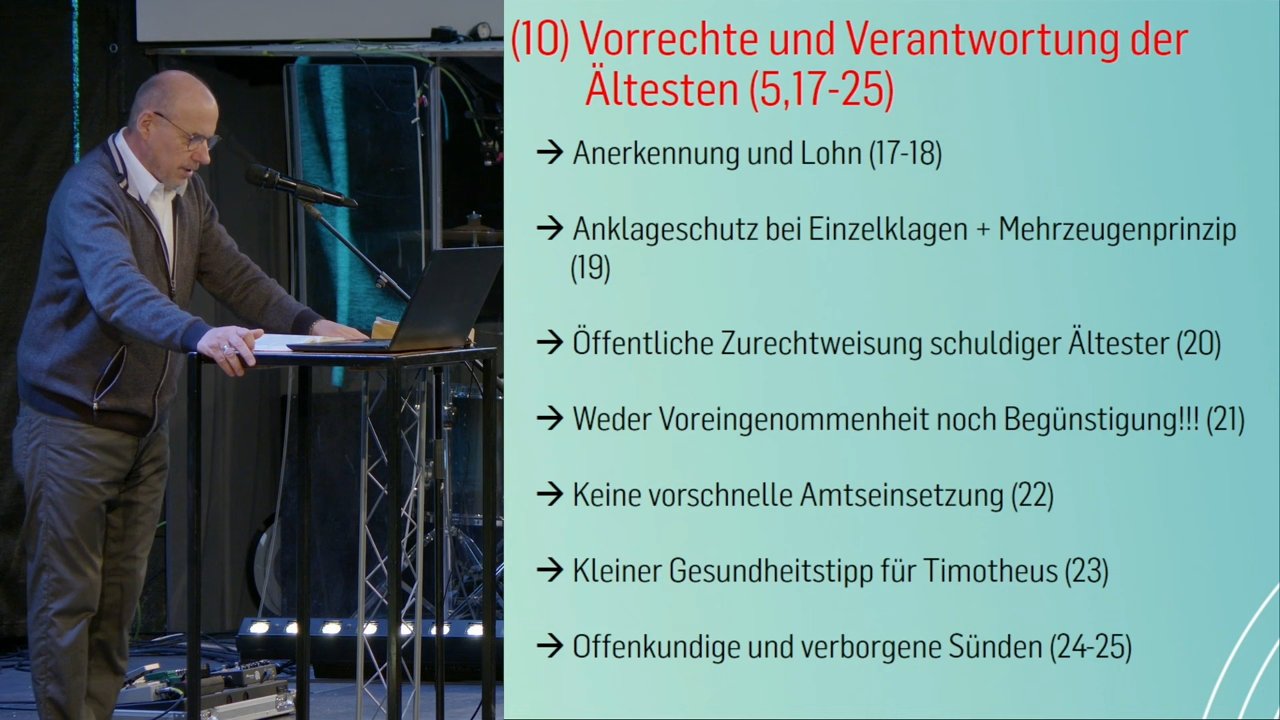 (10) Vorrechte und Verantwortung der
Ältesten (5,17-25)
→ Anerkennung und Lohn (17-18)
→ Anklageschutz bei Einzelklagen + Mehrzeugenprinzip
(19)
→ Öffentliche Zurechtweisung schuldiger Ältester (20)
→ Weder Voreingenommenheit noch Begünstigung!!! (21)
→ Keine vorschnelle Amtseinsetzung (22)
→ Kleiner Gesundheitstipp für Timotheus (23)
→ Offenkundige und verborgene Sünden (24-25)